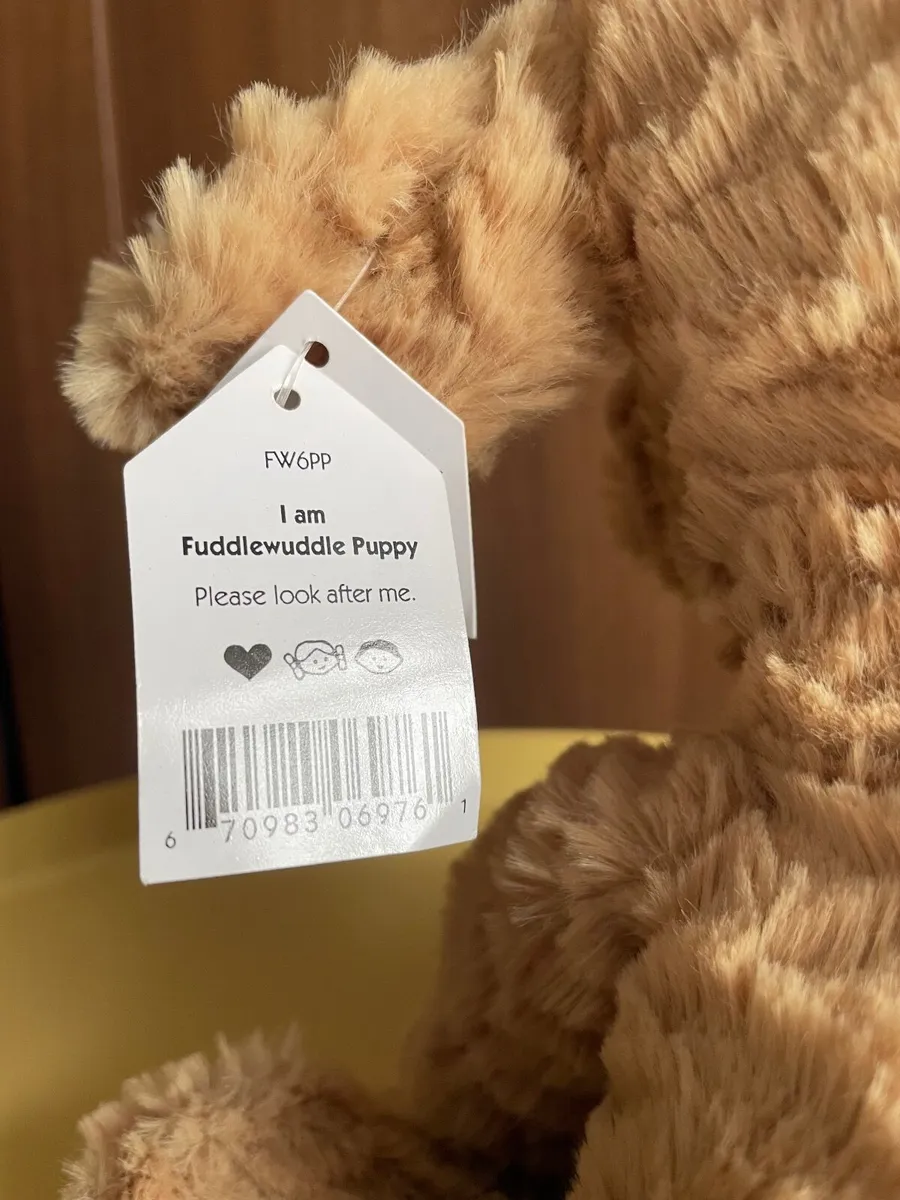 FW6PP
I am
Fuddlewuddle Puppy
Please look after me.
6 70983 06976 1